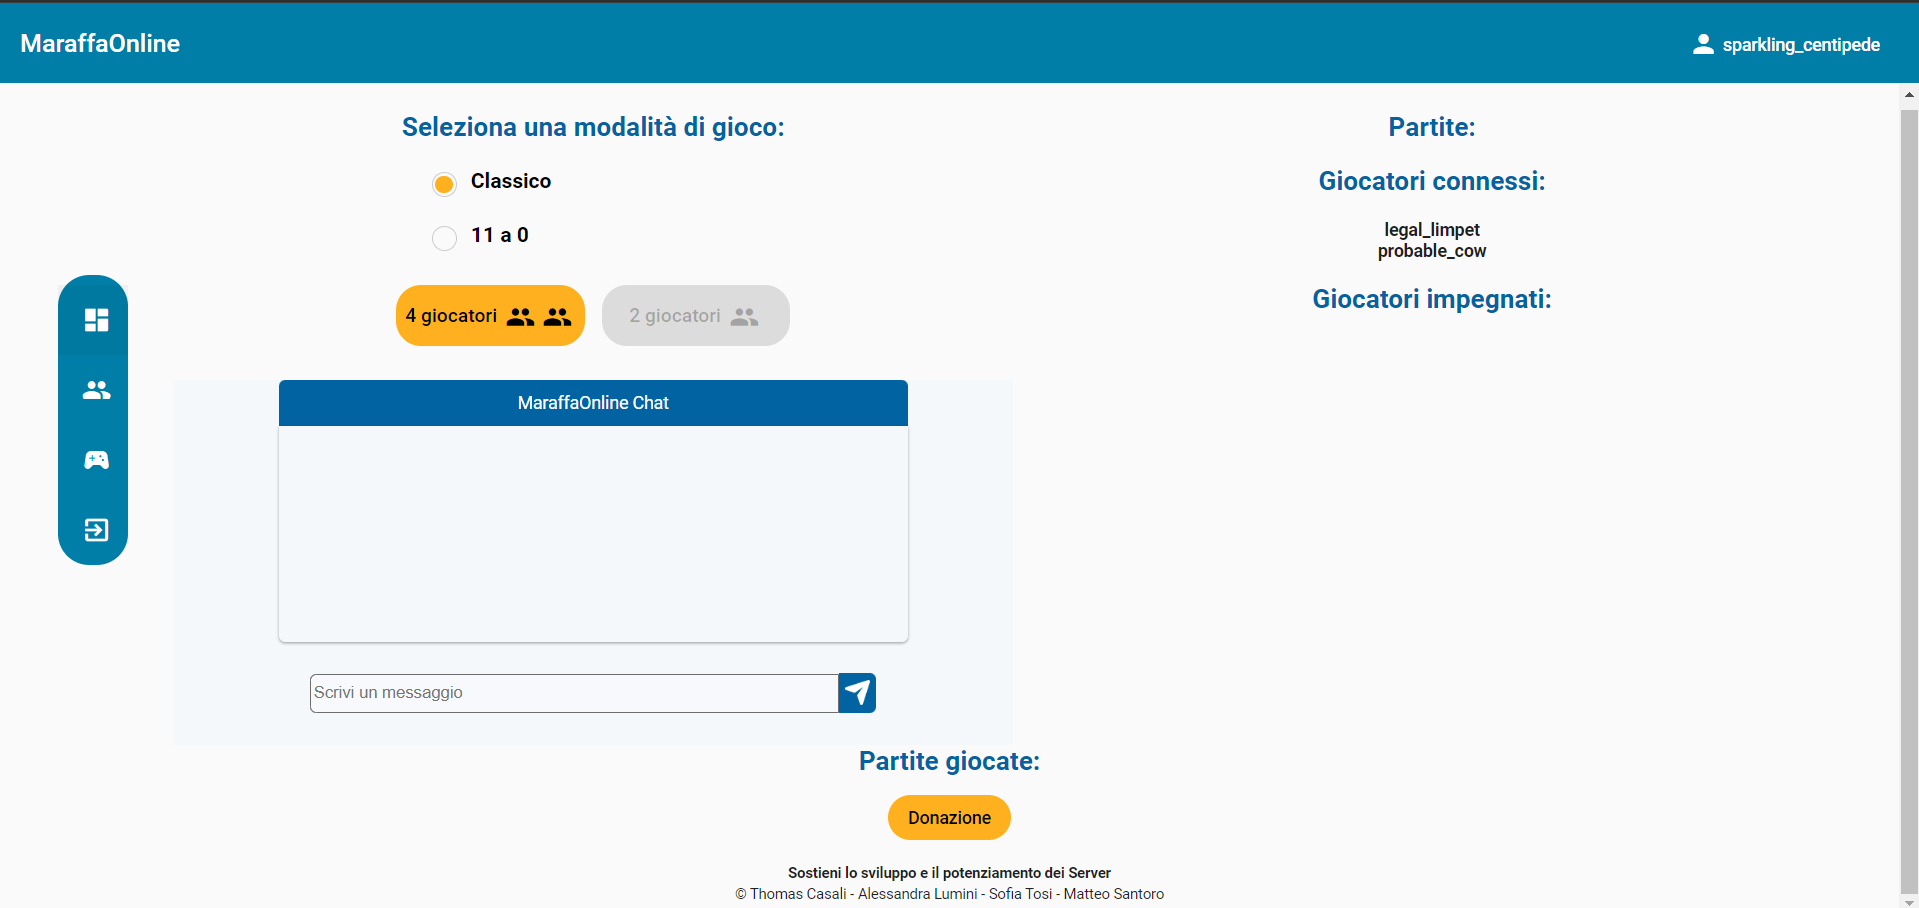 MaraffaOnline
sparkling_centipede
Seleziona una modalità di gioco:
Classico
11 a 0
4 giocatori
2 giocatori
MaraffaOnline Chat
Scrivi un messaggio
Partite:
Giocatori connessi:
legal_limpet
probable_cow
Giocatori impegnati:
Partite giocate:
Donazione
Sostieni lo sviluppo e il potenziamento dei Server
© Thomas Casali - Alessandra Lumini - Sofia Tosi - Matteo Santoro